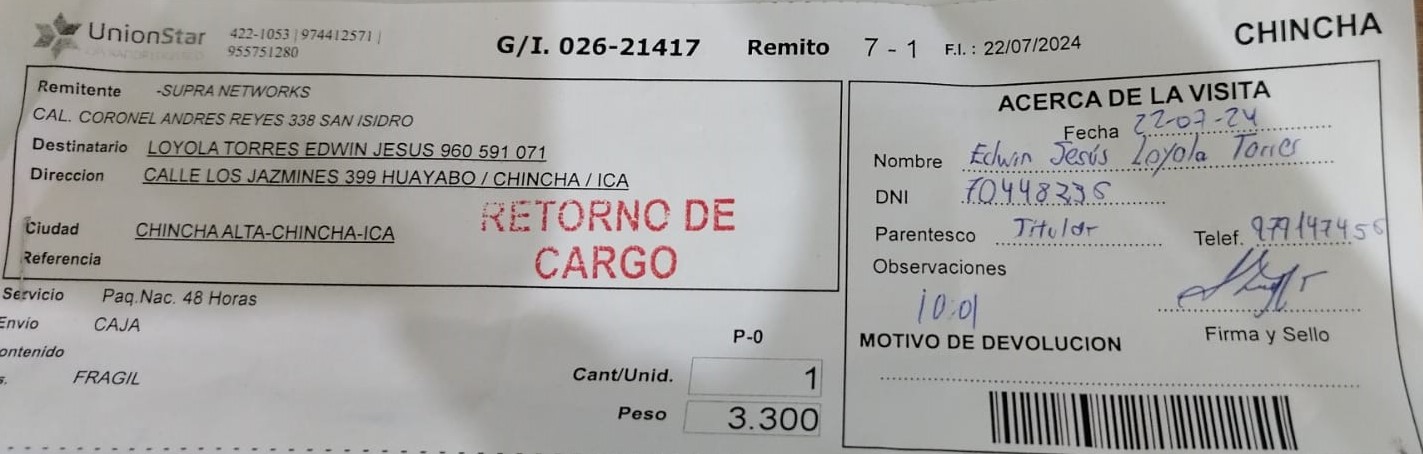 UnionStar
422-1053 | 974412571 |
955751280
G/I. 026-21417 Remito 7 - 1 F.I. : 22/07/2024
CHINCHA
Remitente -SUPRA NETWORKS
CAL. CORONEL ANDRES REYES 338 SAN ISIDRO
Destinatario LOYOLA TORRES EDWIN JESUS 960 591 071
Direccion CALLE LOS JAZMINES 399 HUAYABO / CHINCHA / ICA
Ciudad CHINCHA ALTA-CHINCHA-ICA
Referencia
RETORNO DE
CARGO
Servicio Paq.Nac. 48 Horas
Envio CAJA
ontenido
s. FRAGIL
P-0
Cant/Unid. 1
Peso 3.300
ACERCA DE LA VISITA
Fecha 22-07-24
Nombre Edwin Jesús Loyola Torres
DNI
Parentesco Titular Telef.
Observaciones
10:01
Firma y Sello
MOTIVO DE DEVOLUCION